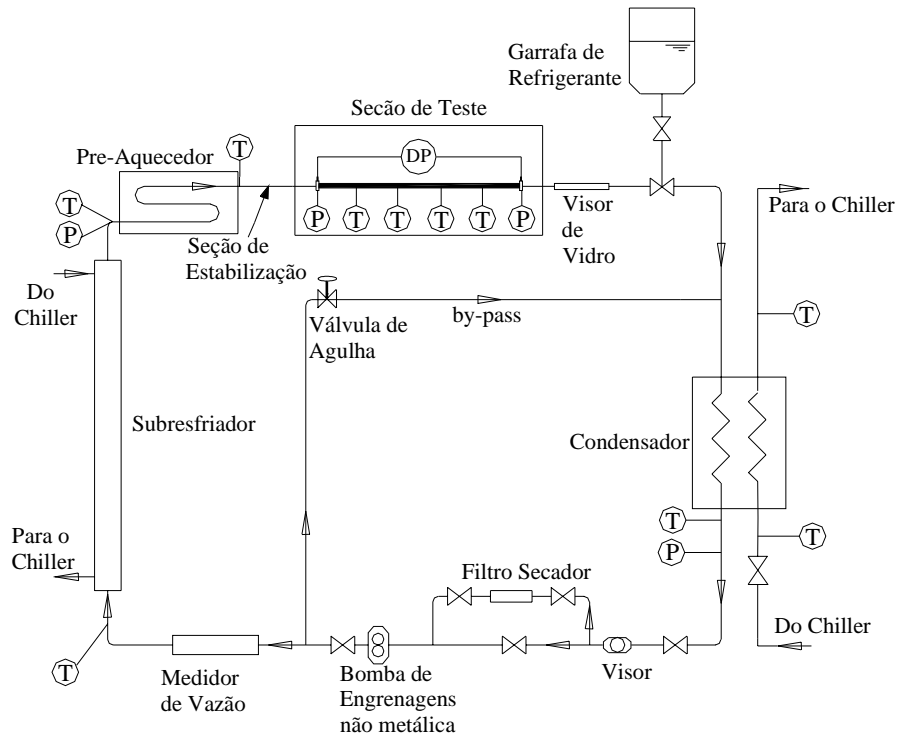 Garrafa de
Refrigerante
Secão de Teste
Pre-Aquecedor
T
DP
T
P
P
T
T
T
T
P
Visor
de
Vidro
Para o Chiller
Seção de
Estabilização
Do
Chiller
Válvula de
Agulha
by-pass
T
Subresfriador
Condensador
T
P
T
Para o
Chiller
Filtro Secador
Do Chiller
T
Medidor
de Vazão
Bomba de
Engrenagens
não metálica
Visor